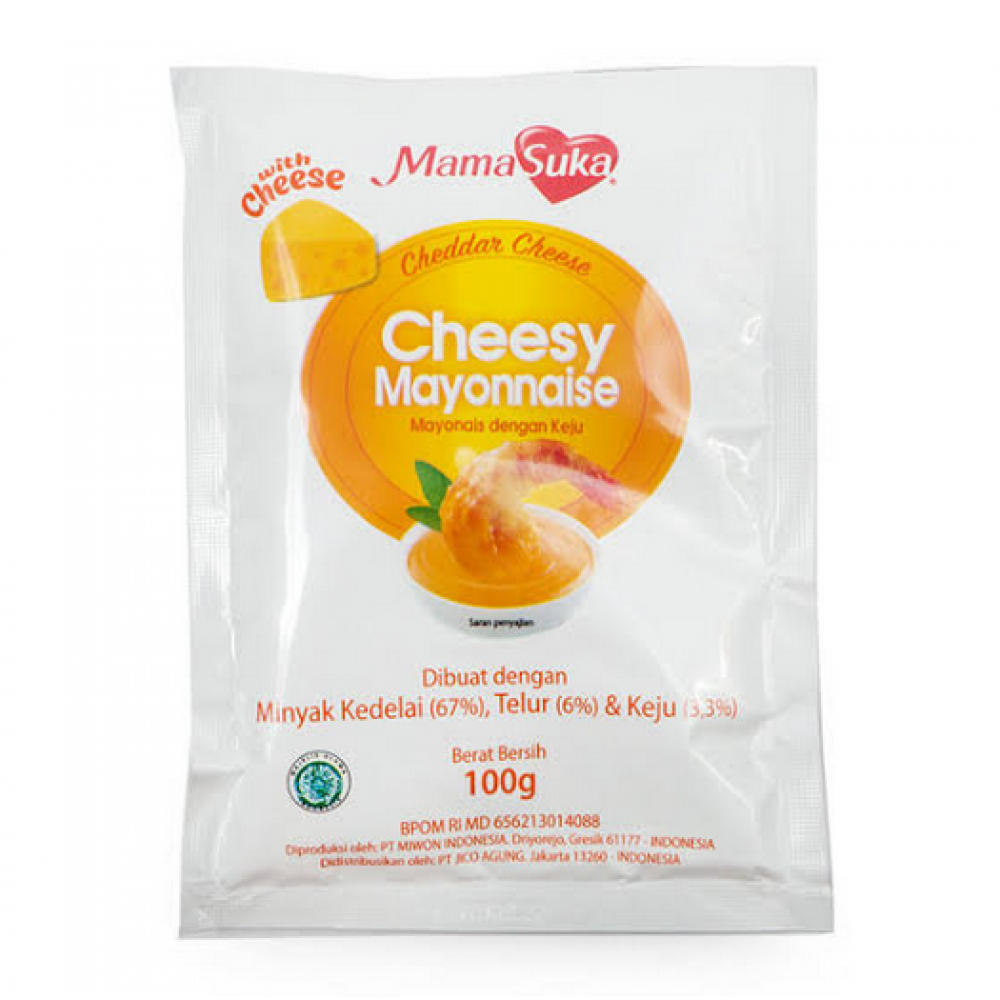 with
Cheese
MamaSuka
Cheddar Cheese
Cheesy
Mayonnaise
Mayonais dengan Keju
Saran penyajian
Dibuat dengan
Minyak Kedelai (67%), Telur (6%) & Keju (3,3%)
Berat Bersih
100g
BPOM RI MD 656213014088
Diproduksi oleh: PT MIWON INDONESIA. Driyorejo, Gresik 61177 - INDONESIA
Didistribusikan oleh: PT JICO AGUNG. Jakarta 13260 - INDONESIA